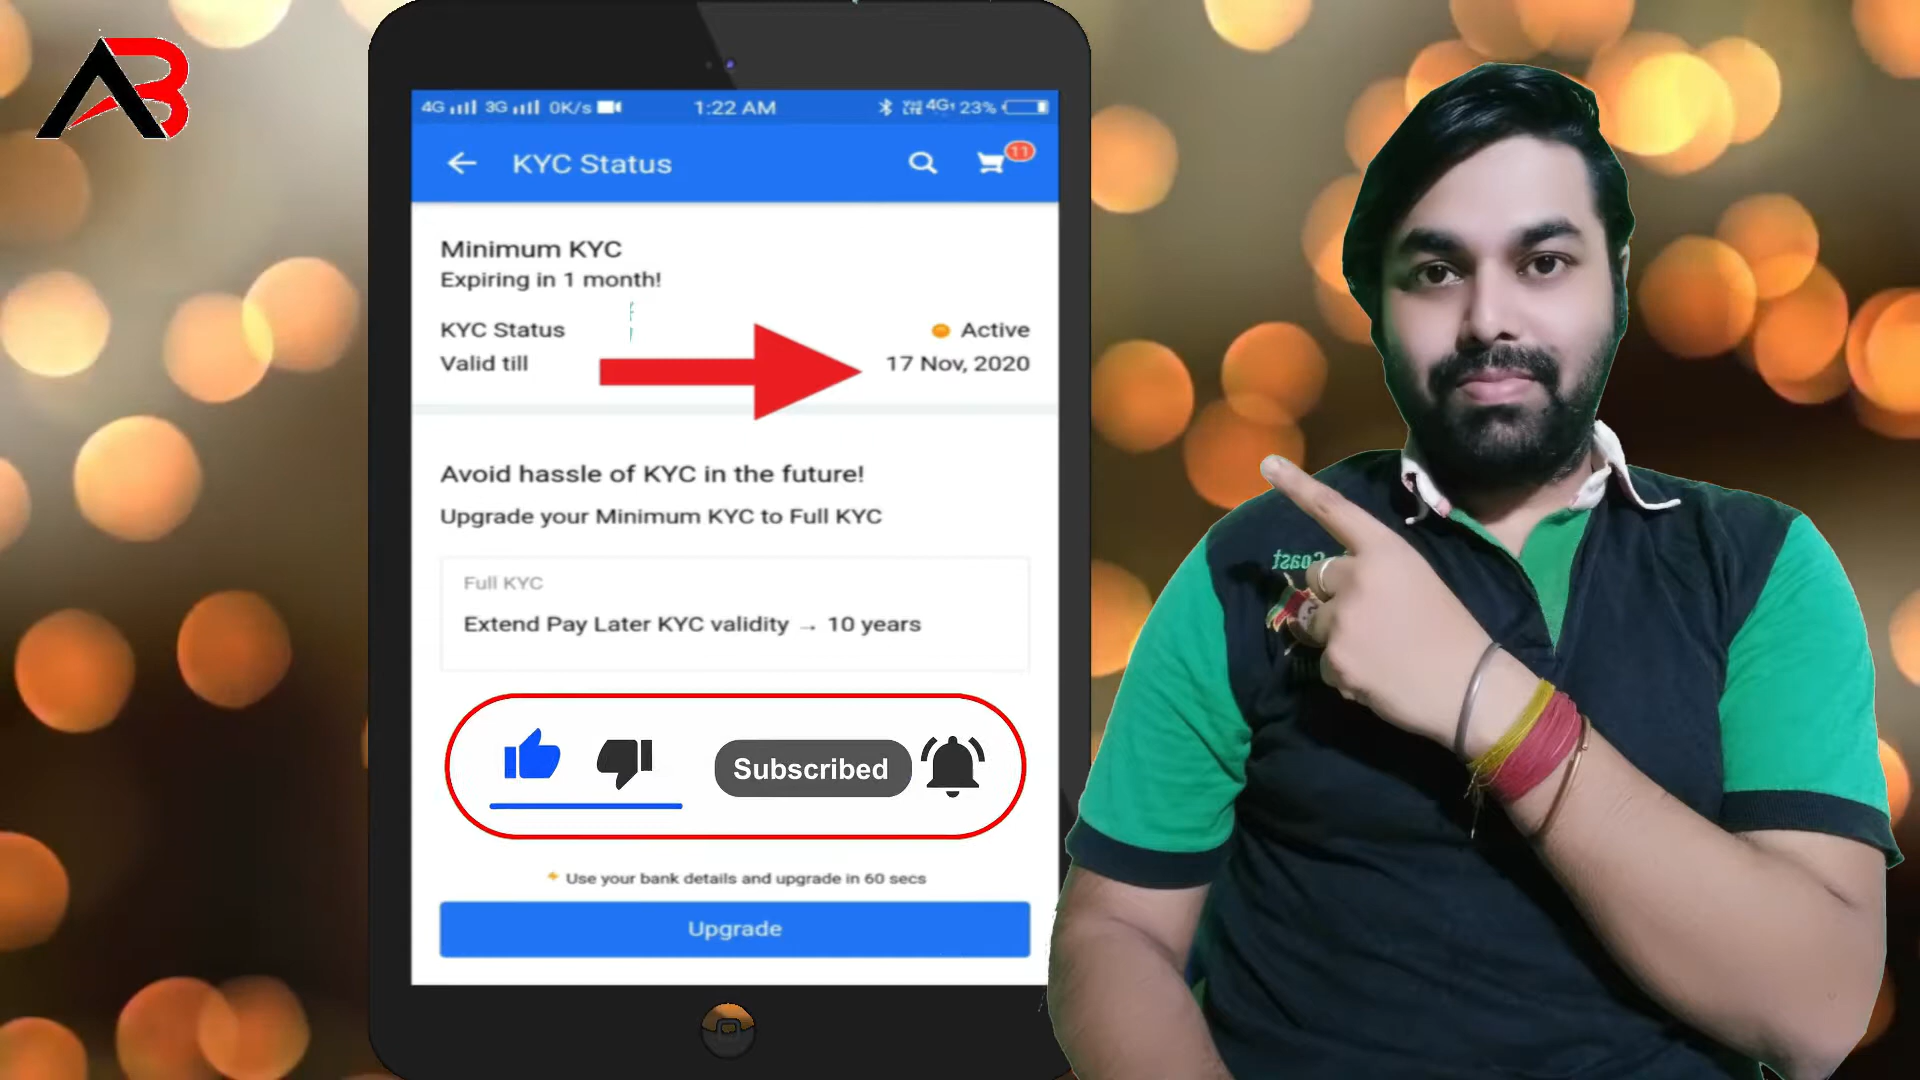 AB
4G 3G 0K/s 1:22 AM 4G 23%
KYC Status
11
Minimum KYC
Expiring in 1 month!
KYC Status Active
Valid till 17 Nov, 2020
Avoid hassle of KYC in the future!
Upgrade your Minimum KYC to Full KYC
Full KYC
Extend Pay Later KYC validity → 10 years
Subscribed
Use your bank details and upgrade in 60 secs
Upgrade
Coast